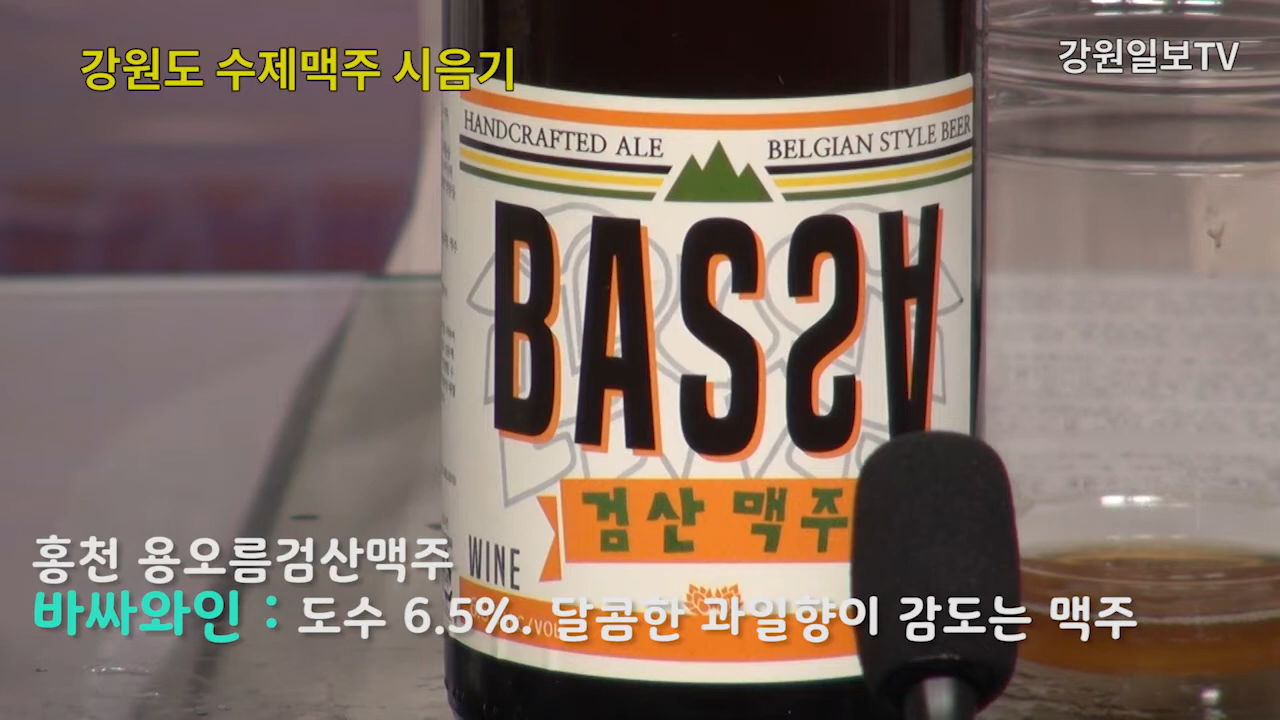 강원도 수제맥주 시음기
강원일보TV
HANDCRAFTED ALE
BELGIAN STYLE BEER
BASSA
검산 맥주
WINE
홍천 용오름검산맥주
바싸와인 : 도수 6.5%. 달콤한 과일향이 감도는 맥주